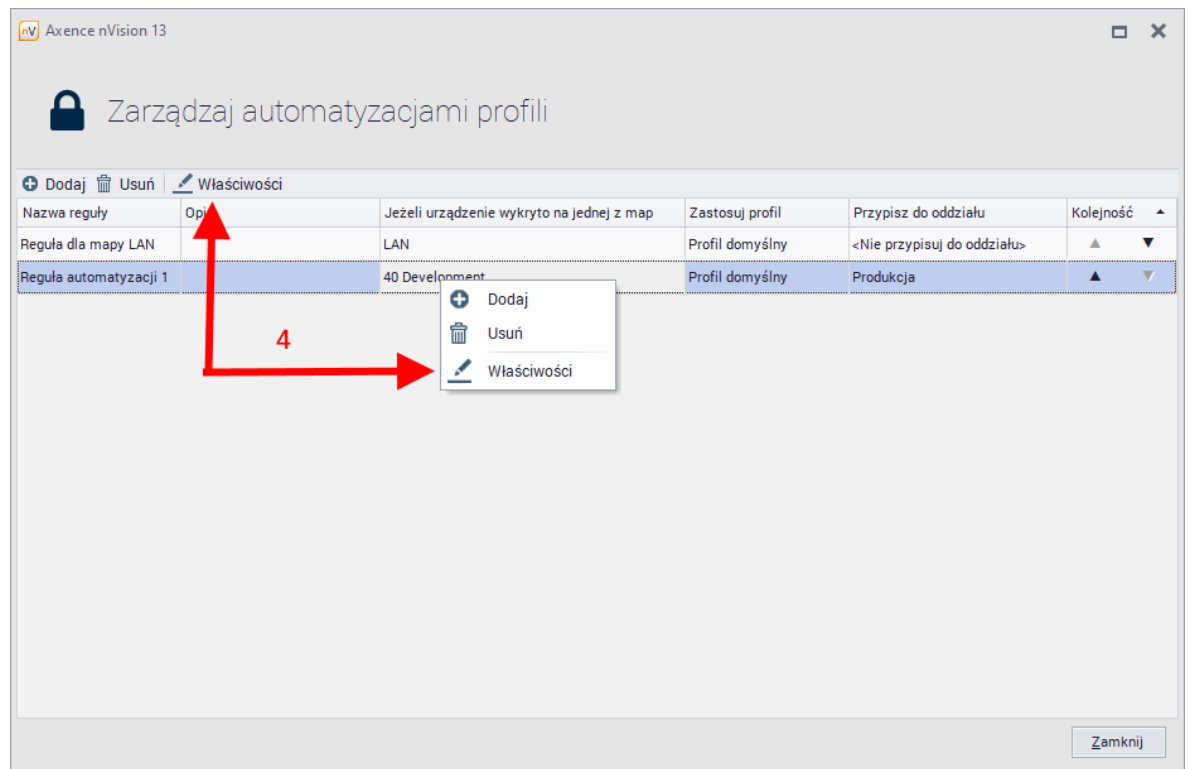 nV Axence nVision 13
Zarządzaj automatyzacjami profili
Dodaj Usuń Właściwości
Nazwa reguły Opi Jeżeli urządzenie wykryto na jednej z map Zastosuj profil Przypisz do oddziału Kolejność
Reguła dla mapy LAN LAN Profil domyślny <Nie przypisuj do oddziału>
Reguła automatyzacji 1 40 Development Profil domyślny Produkcja
Dodaj
4 Usuń
Właściwości
Zamknij